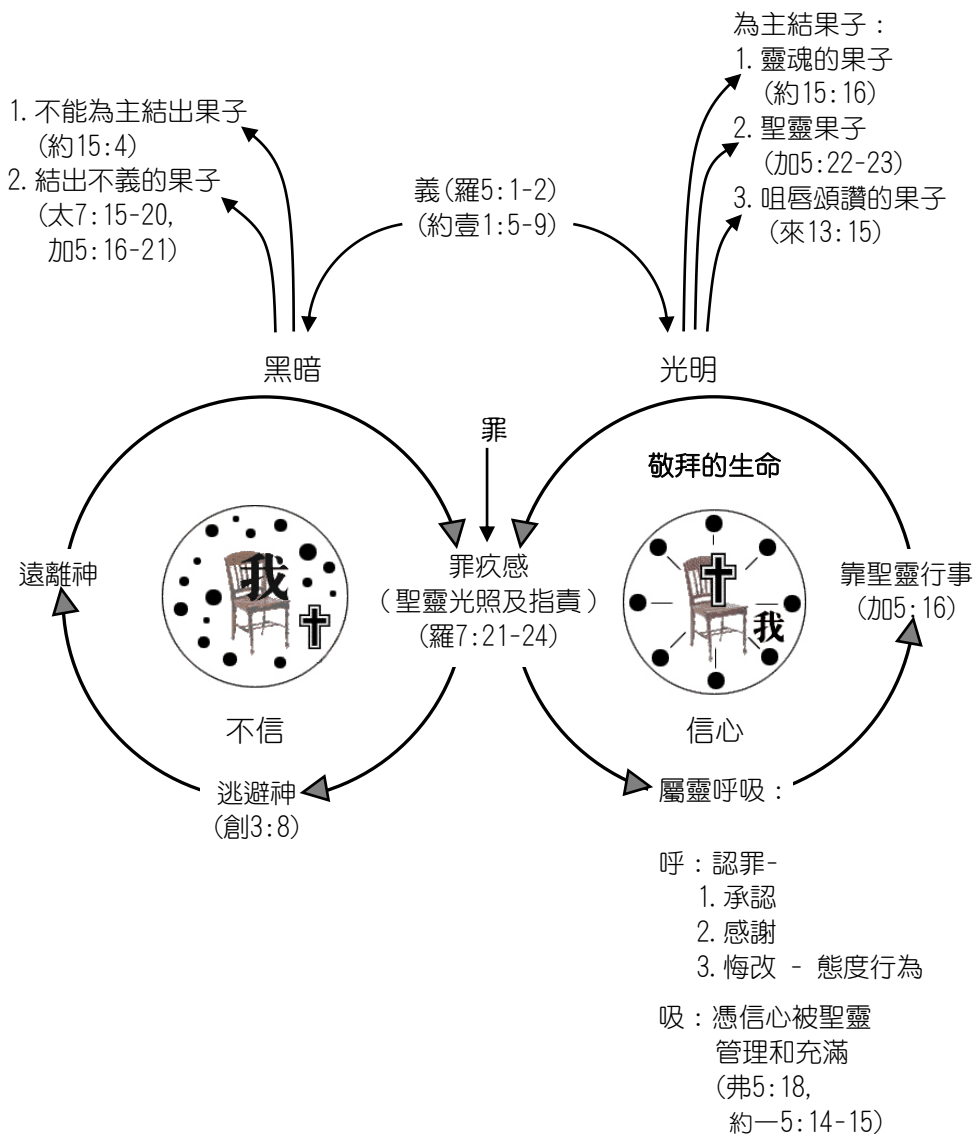 為主結果子：
1. 靈魂的果子
(約15:16)
2. 聖靈果子
(加5:22-23)
3. 咀唇頌讚的果子
(來13:15)
1. 不能為主結出果子
(約15:4)
2. 結出不義的果子
(太7:15-20,
加5:16-21)
義(羅5:1-2)
(約壹1:5-9)
黑暗
光明
罪
敬拜的生命
我
我
遠離神
罪疚感
（聖靈光照及指責）
(羅7:21-24)
靠聖靈行事
(加5:16)
不信
信心
逃避神
(創3:8)
屬靈呼吸：
呼：認罪-
1. 承認
2. 感謝
3. 悔改 - 態度行為
吸：憑信心被聖靈
管理和充滿
(弗5:18,
約一5:14-15)